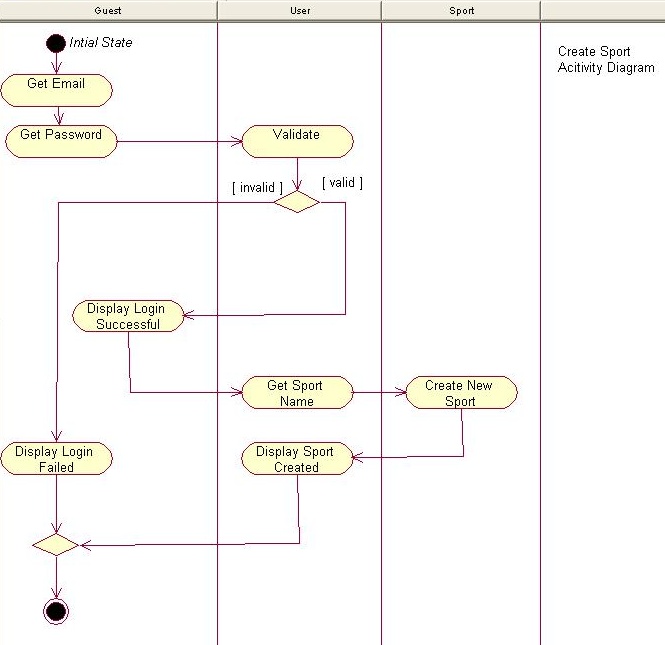 Guest
User
Sport
Intial State
Create Sport
Acitivity Diagram
Get Email
Get Password
Validate
[ invalid ]
[ valid ]
Display Login
Successful
Get Sport
Name
Create New
Sport
Display Login
Failed
Display Sport
Created